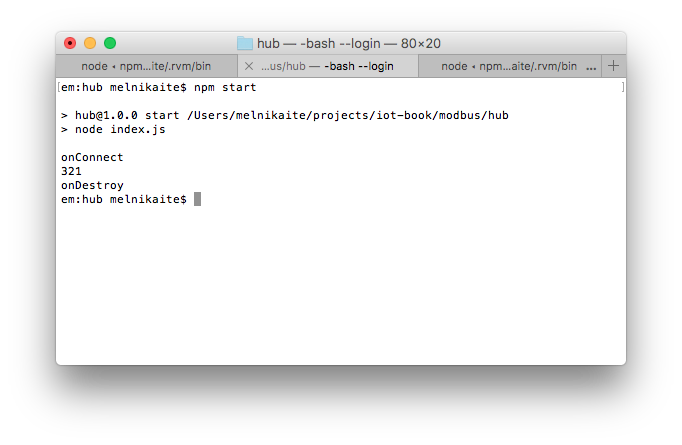 hub — -bash --login — 80×20
node ◂ npm…ite/.rvm/bin
…us/hub — -bash --login
node ◂ npm…aite/.rvm/bin …
[em:hub melnikaite$ npm start ]
> hub@1.0.0 start /Users/melnikaite/projects/iot-book/modbus/hub
> node index.js
onConnect
321
onDestroy
em:hub melnikaite$